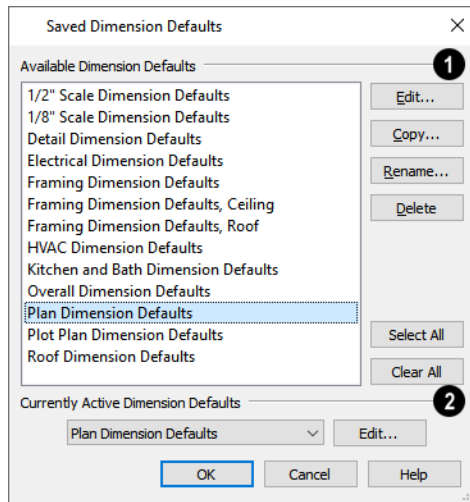 Saved Dimension Defaults
Available Dimension Defaults
1
1/2" Scale Dimension Defaults
1/8" Scale Dimension Defaults
Detail Dimension Defaults
Electrical Dimension Defaults
Framing Dimension Defaults
Framing Dimension Defaults, Ceiling
Framing Dimension Defaults, Roof
HVAC Dimension Defaults
Kitchen and Bath Dimension Defaults
Overall Dimension Defaults
Plan Dimension Defaults
Plot Plan Dimension Defaults
Roof Dimension Defaults
Edit...
Copy...
Rename...
Delete
Select All
Clear All
Currently Active Dimension Defaults
2
Plan Dimension Defaults
Edit...
OK
Cancel
Help